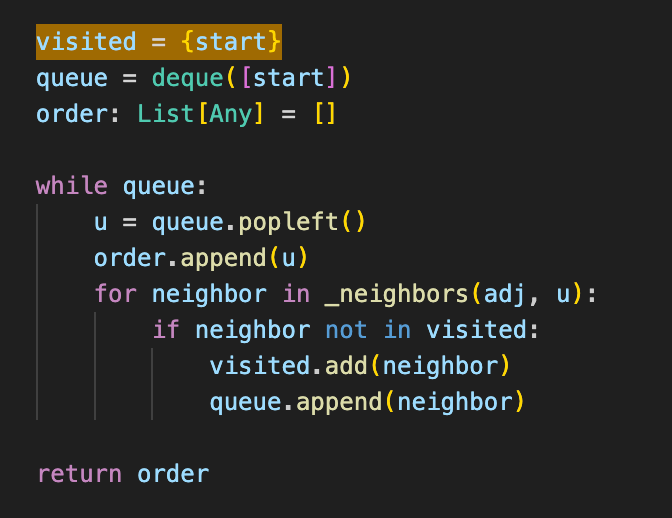 visited = {start}
queue = deque([start])
order: List[Any] = []

while queue:
    u = queue.popleft()
    order.append(u)
    for neighbor in _neighbors(adj, u):
        if neighbor not in visited:
            visited.add(neighbor)
            queue.append(neighbor)

return order